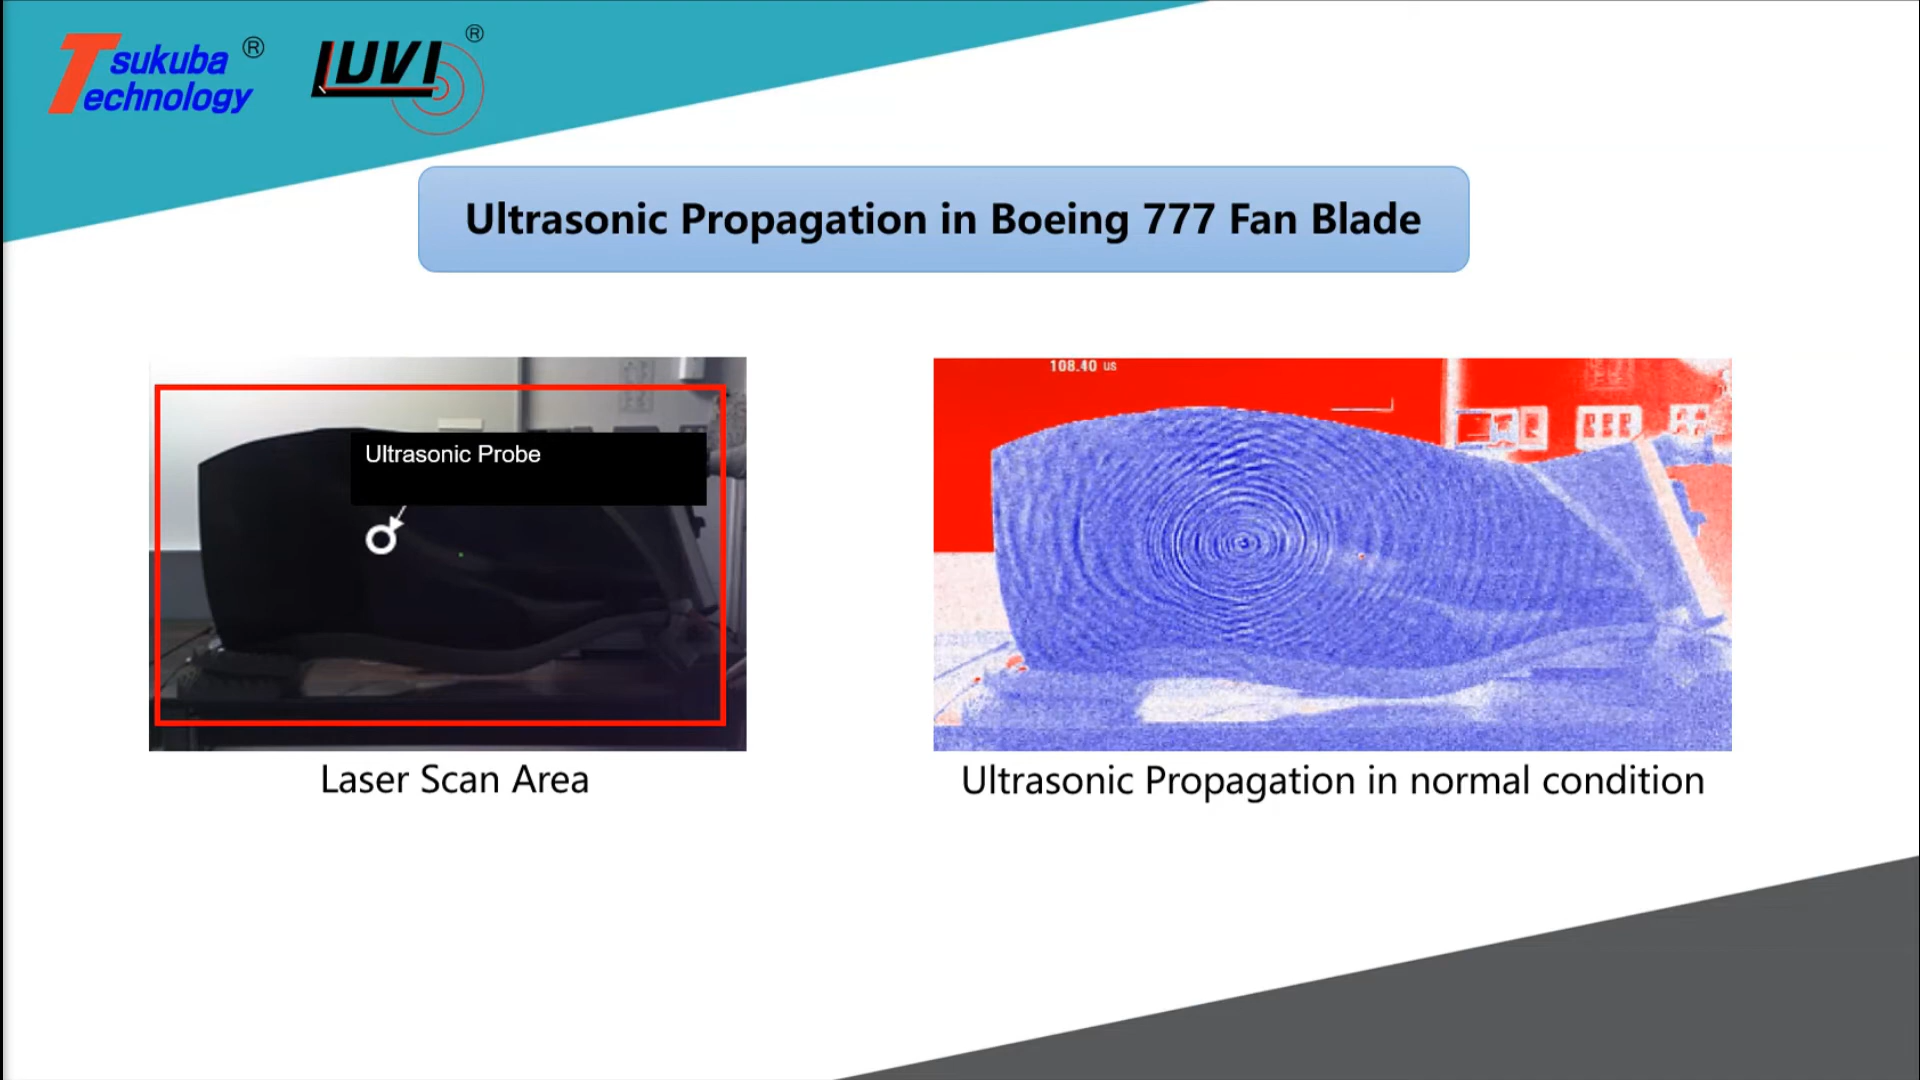 Tsukuba ®
Technology
LUVI ®
Ultrasonic Propagation in Boeing 777 Fan Blade
Ultrasonic Probe
108.40 us
Laser Scan Area
Ultrasonic Propagation in normal condition